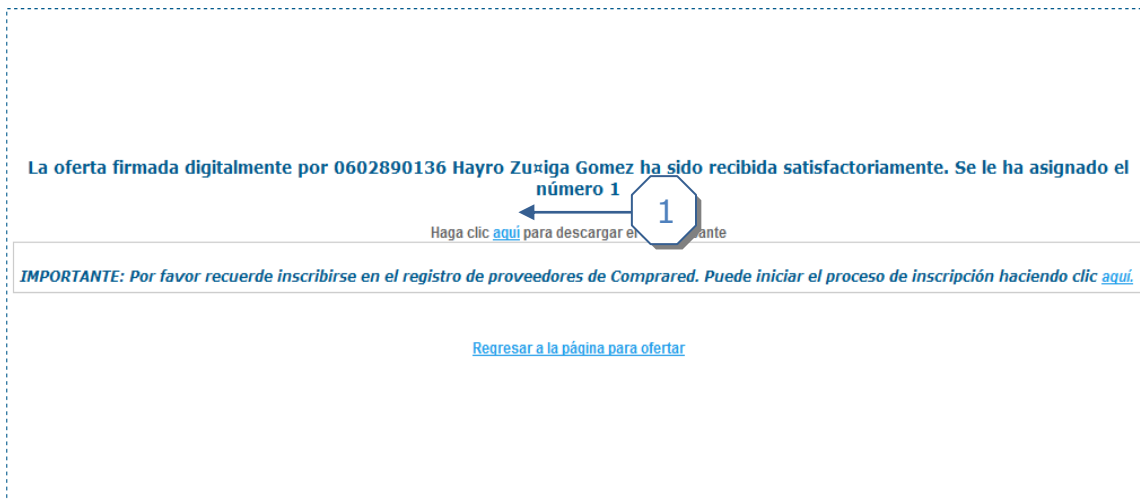 La oferta firmada digitalmente por 0602890136 Hayro Zu¤iga Gomez ha sido recibida satisfactoriamente. Se le ha asignado el
número 1
1
Haga clic aquí para descargar el ante
IMPORTANTE: Por favor recuerde inscribirse en el registro de proveedores de Comprared. Puede iniciar el proceso de inscripción haciendo clic aquí.
Regresar a la página para ofertar